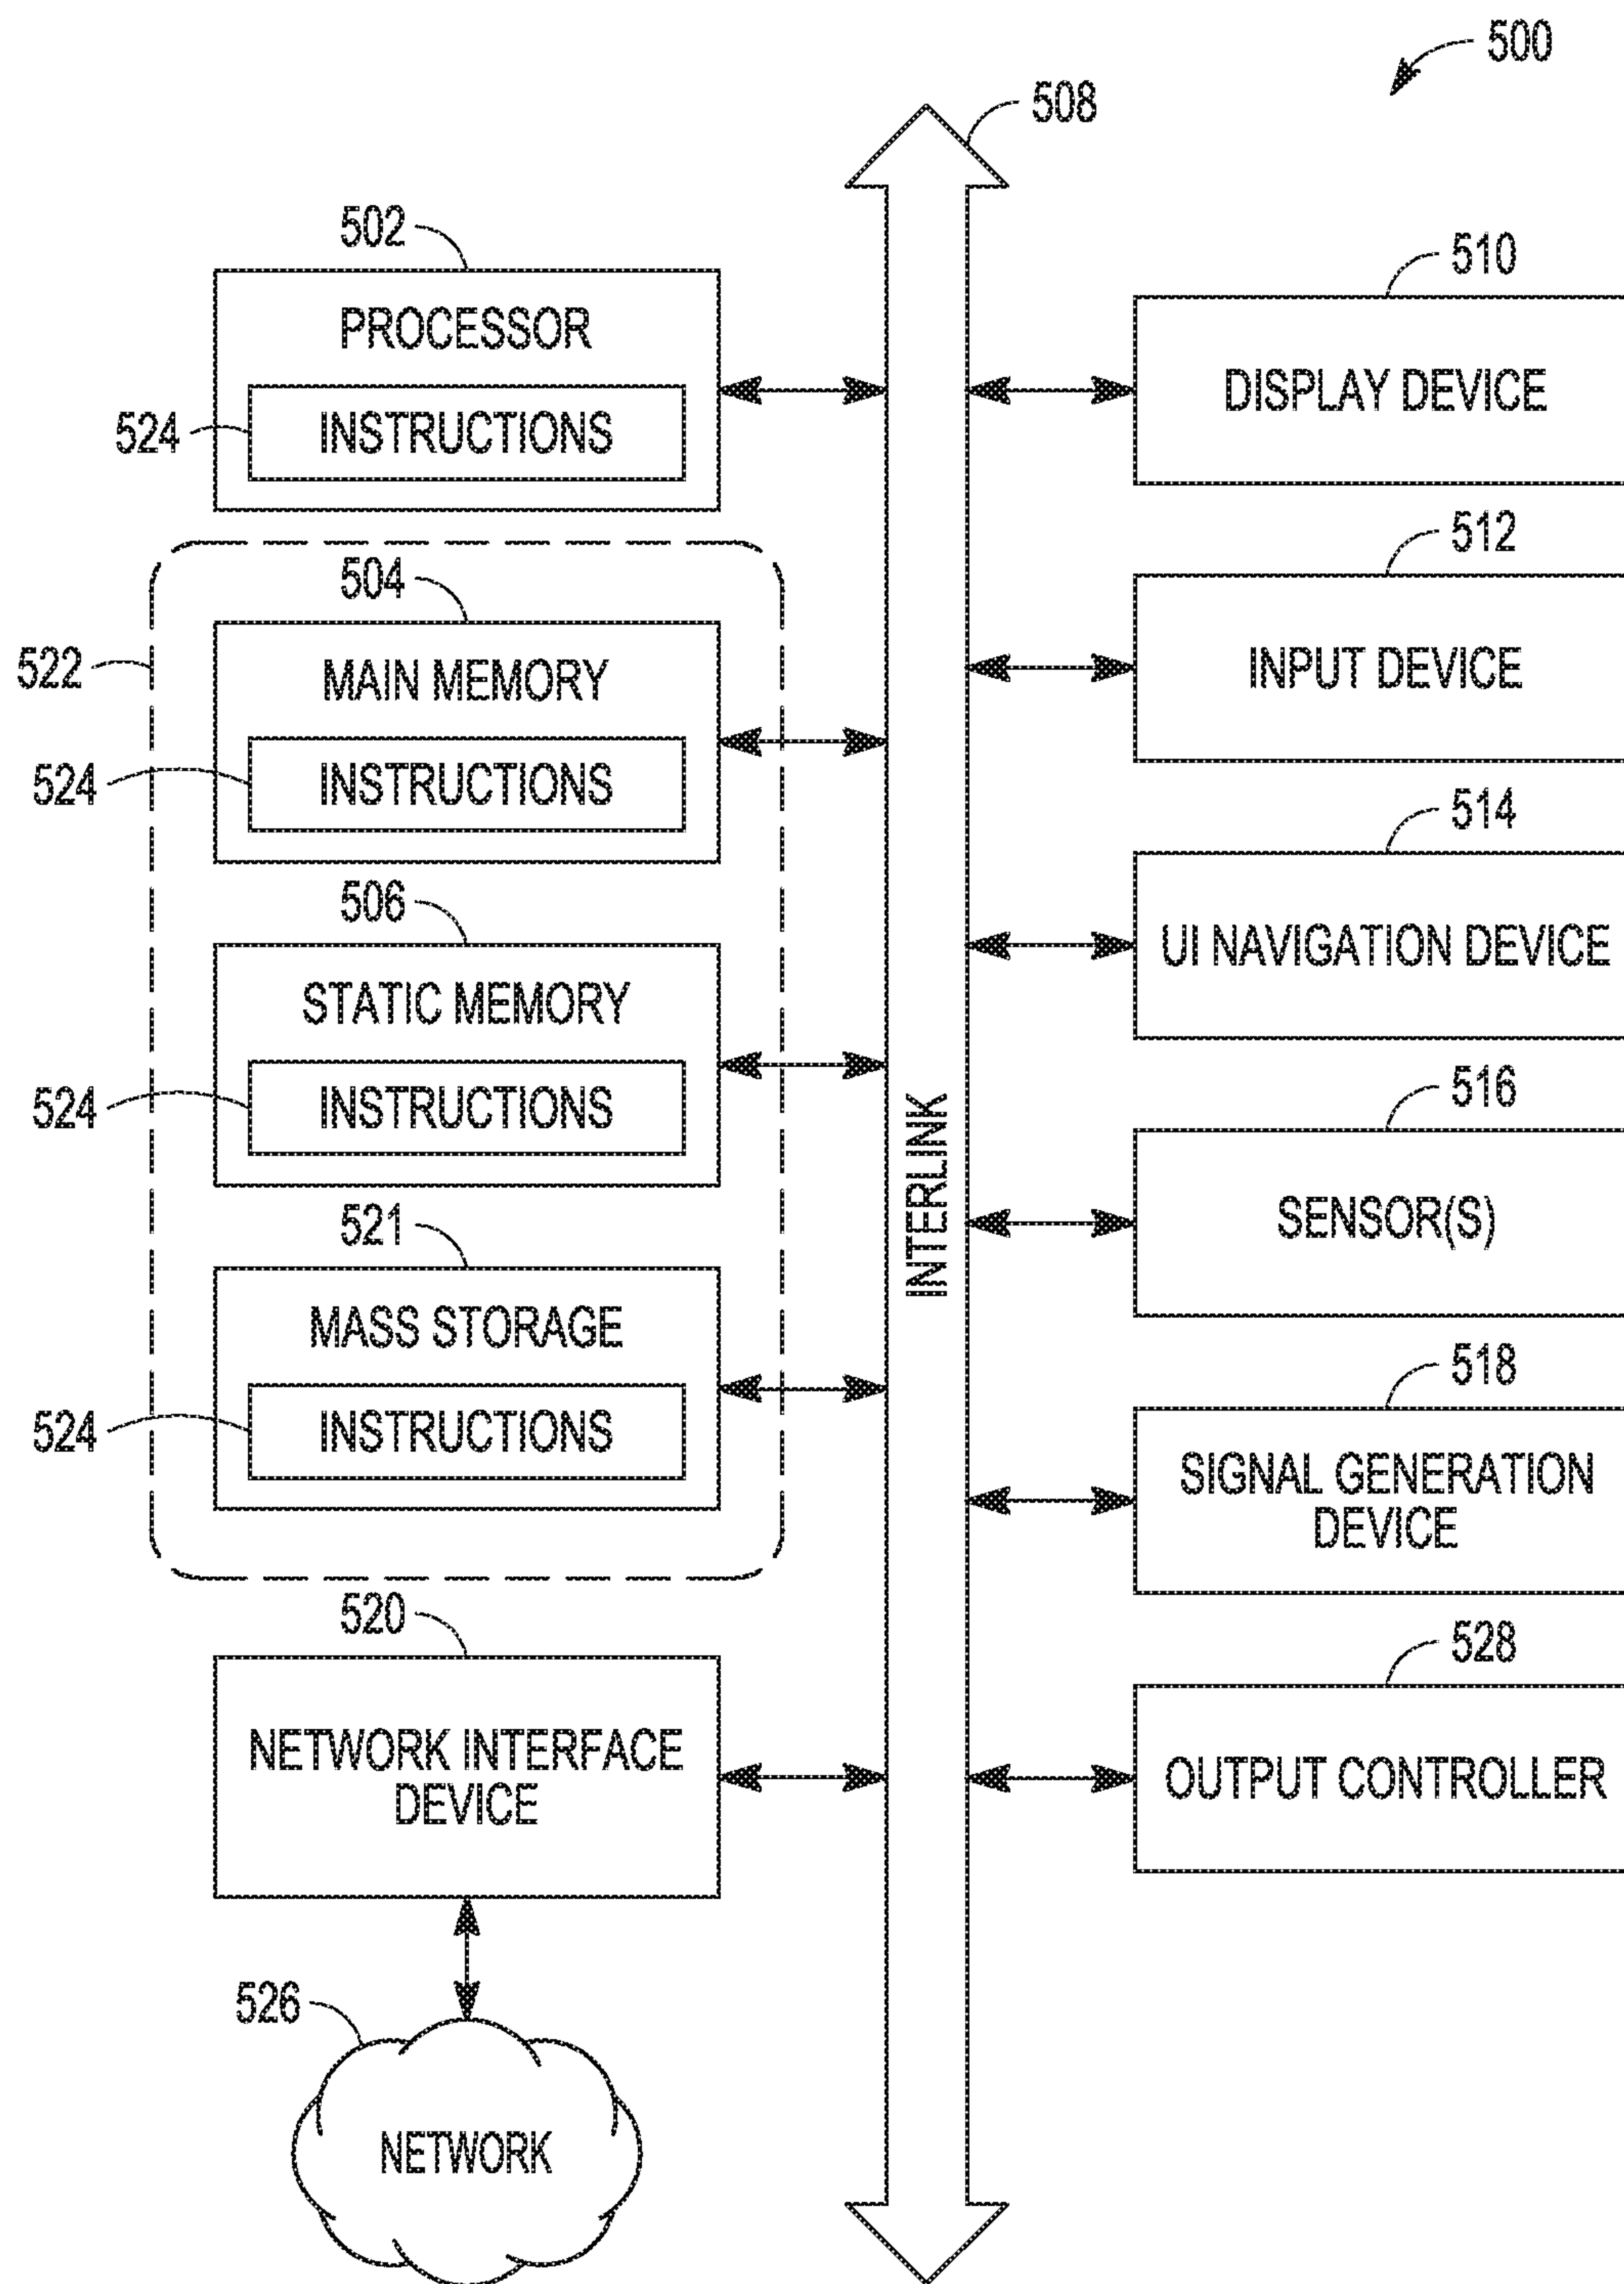 500
508
502
PROCESSOR
524
INSTRUCTIONS
522
504
MAIN MEMORY
524
INSTRUCTIONS
506
STATIC MEMORY
524
INSTRUCTIONS
521
MASS STORAGE
524
INSTRUCTIONS
520
NETWORK INTERFACE
DEVICE
526
NETWORK
INTERLINK
510
DISPLAY DEVICE
512
INPUT DEVICE
514
UI NAVIGATION DEVICE
516
SENSOR(S)
518
SIGNAL GENERATION
DEVICE
528
OUTPUT CONTROLLER